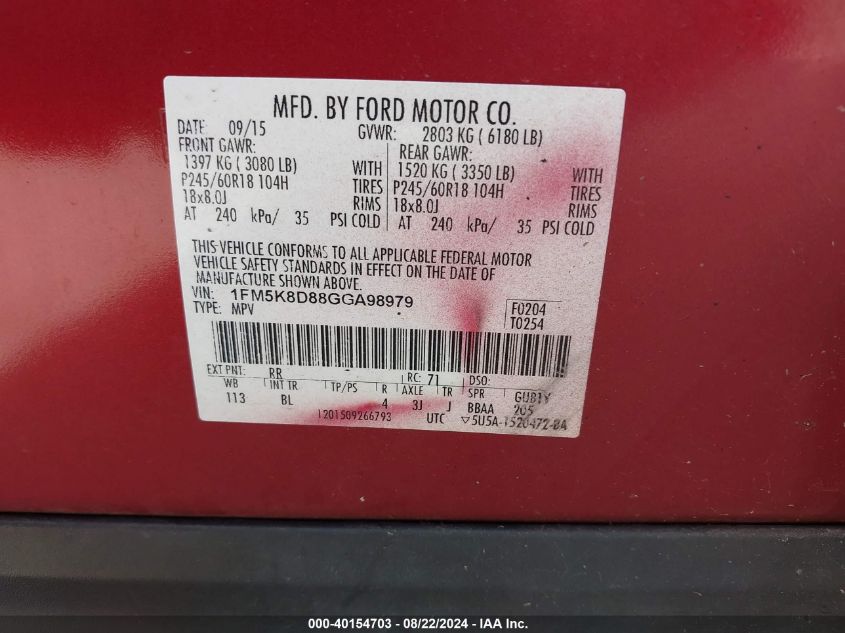 MFD. BY FORD MOTOR CO.
DATE: 09/15 GVWR: 2803 KG ( 6180 LB)
FRONT GAWR: REAR GAWR:
1397 KG ( 3080 LB) WITH 1520 KG ( 3350 LB) WITH
P245/60R18 104H TIRES P245/60R18 104H TIRES
18x8.0J RIMS 18x8.0J RIMS
AT 240 kPa/ 35 PSI COLD AT 240 kPa/ 35 PSI COLD
THIS VEHICLE CONFORMS TO ALL APPLICABLE FEDERAL MOTOR
VEHICLE SAFETY STANDARDS IN EFFECT ON THE DATE OF
MANUFACTURE SHOWN ABOVE.
VIN: 1FM5K8D88GGA98979 F0204
TYPE: MPV T0254
EXT PNT: RR RC: 71 DSO:
WB INT TR TP/PS R AXLE TR SPR GUB1Y
113 BL 4 3J J BBAA 205
1201509266793 UTC ▽5U5A-1520472-BA
000-40154703 - 08/22/2024 - IAA Inc.